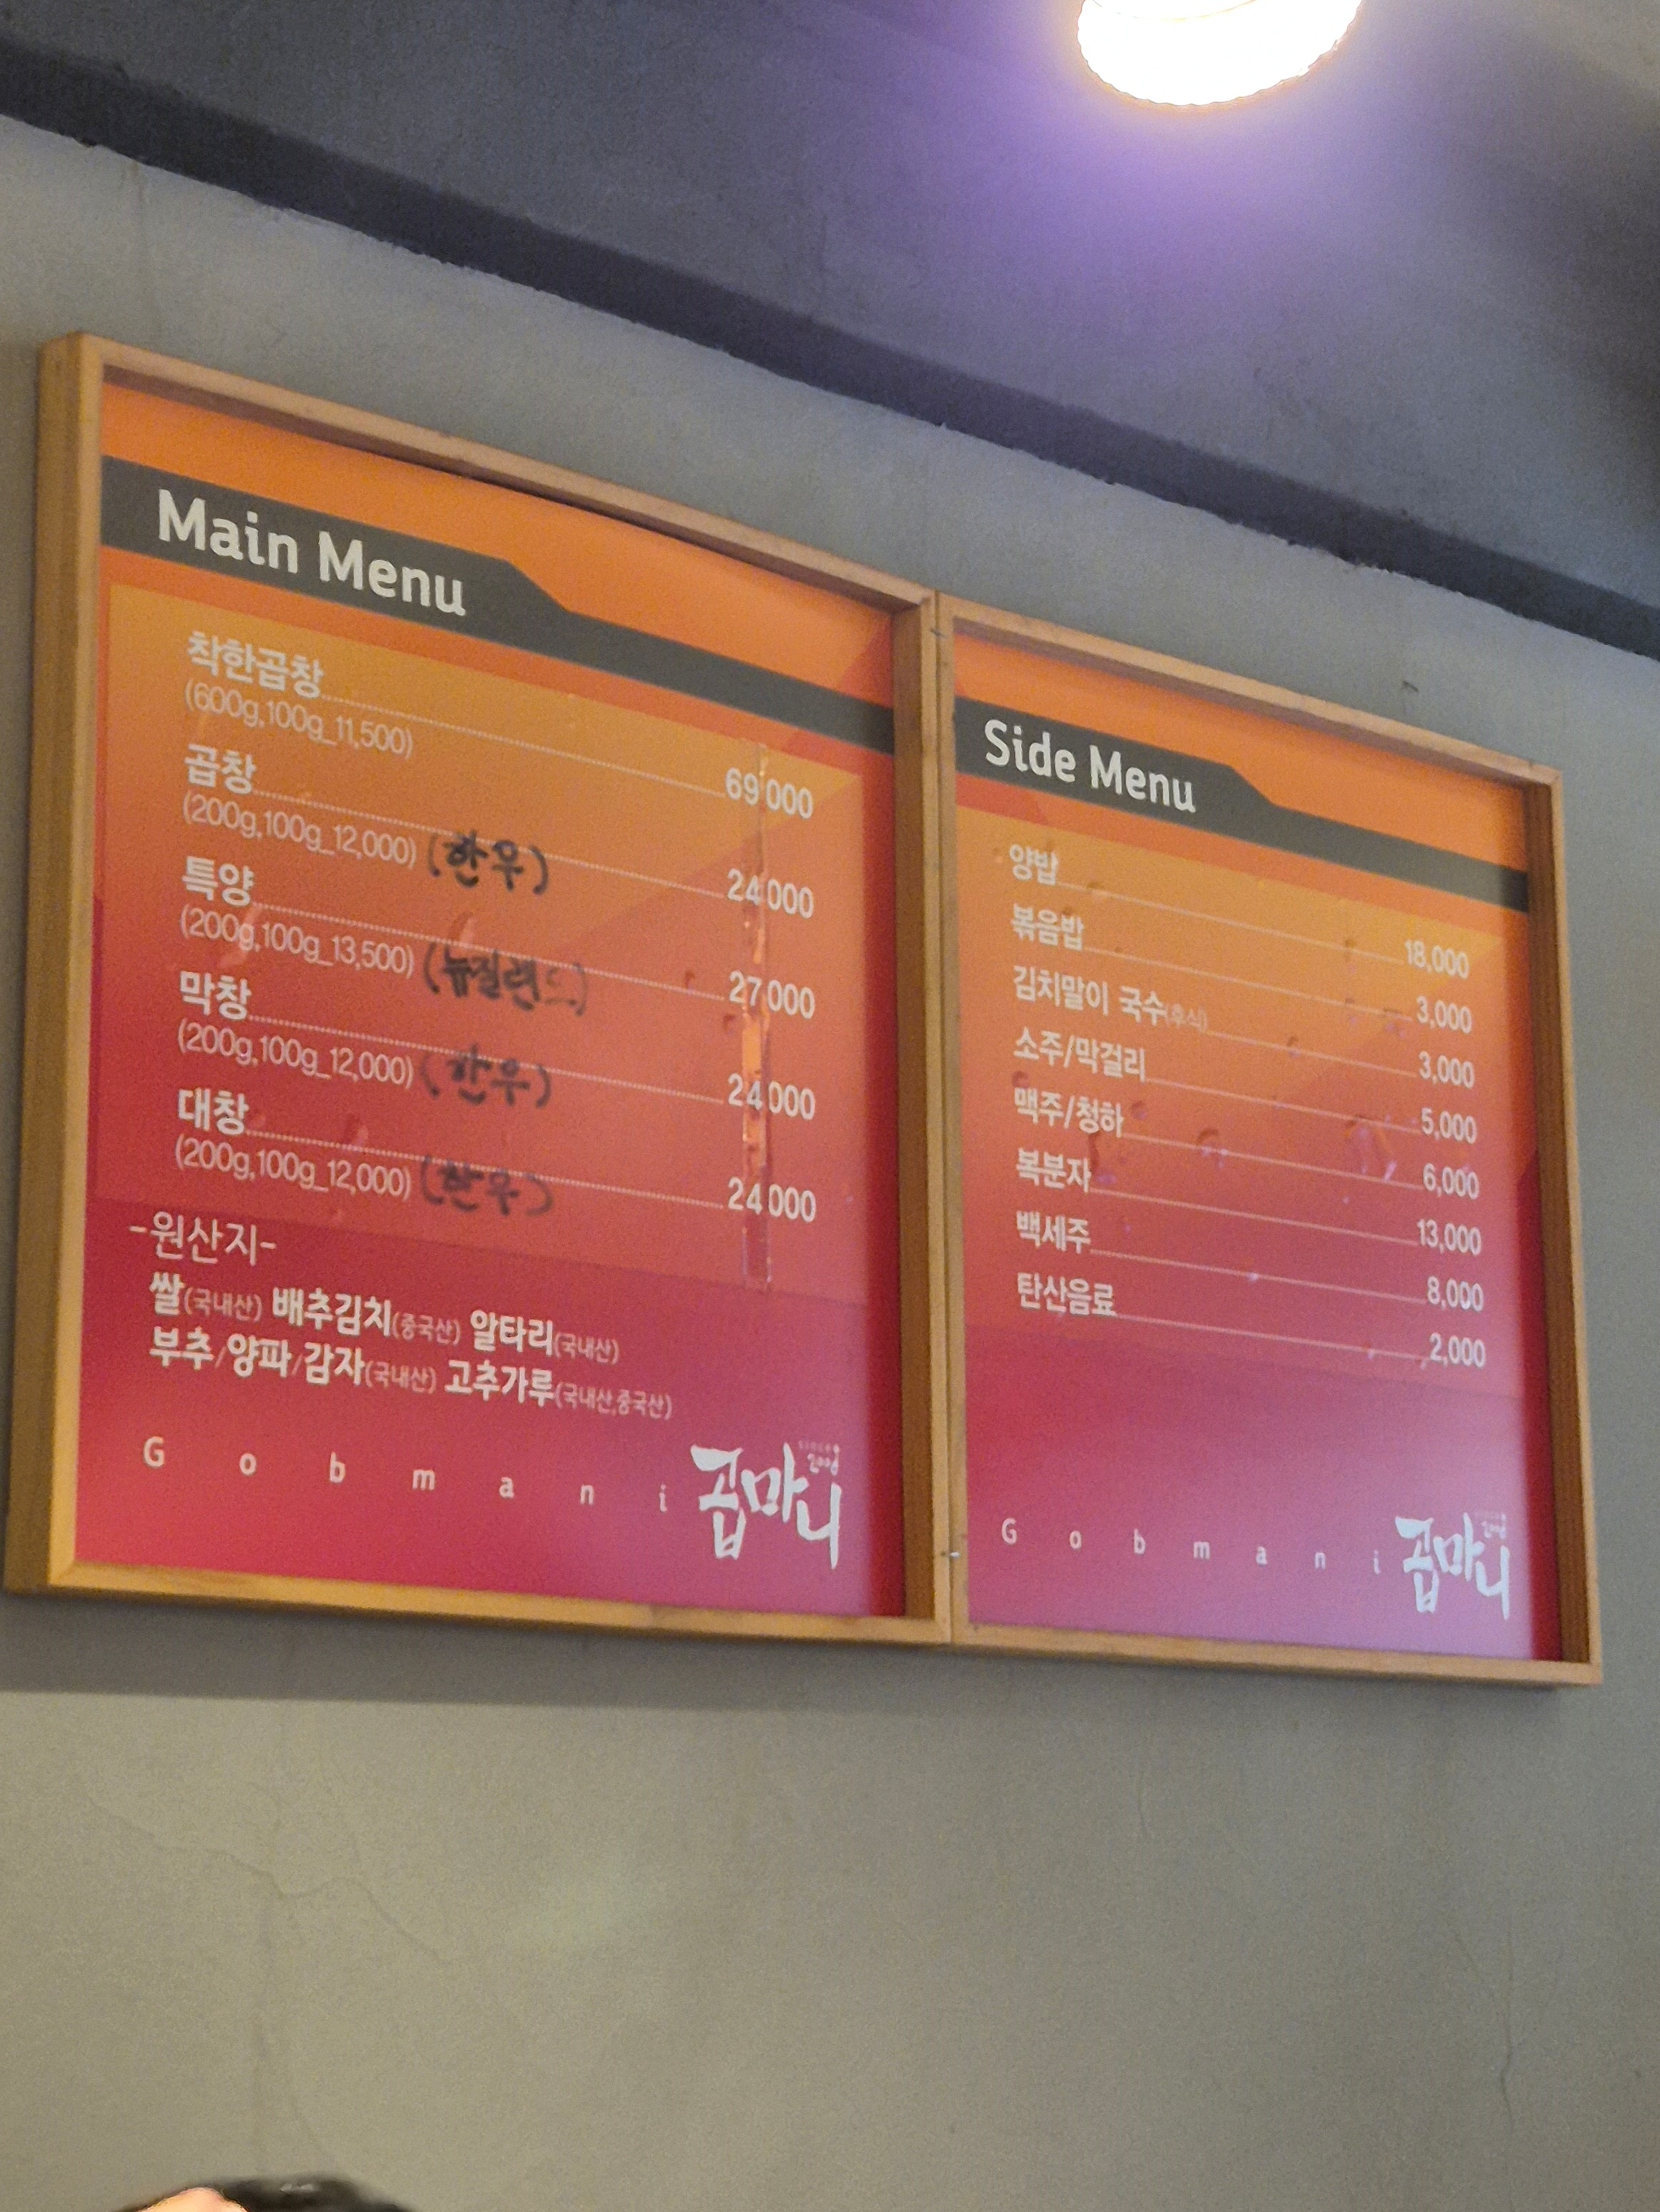 Main Menu
착한곱창 69,000
(600g,100g_11,500)
곱창 24,000
(200g,100g_12,000) (한우)
특양 27,000
(200g,100g_13,500) (뉴질랜드)
막창 24,000
(200g,100g_12,000) (한우)
대창 24,000
(200g,100g_12,000) (한우)
-원산지-
쌀(국내산) 배추김치(중국산) 알타리(국내산)
부추/양파/감자(국내산) 고추가루(국내산,중국산)
Gobmani 곱마니
Side Menu
양밥 18,000
볶음밥 3,000
김치말이 국수(후식) 3,000
소주/막걸리 5,000
맥주/청하 6,000
복분자 13,000
백세주 8,000
탄산음료 2,000
Gobmani 곱마니